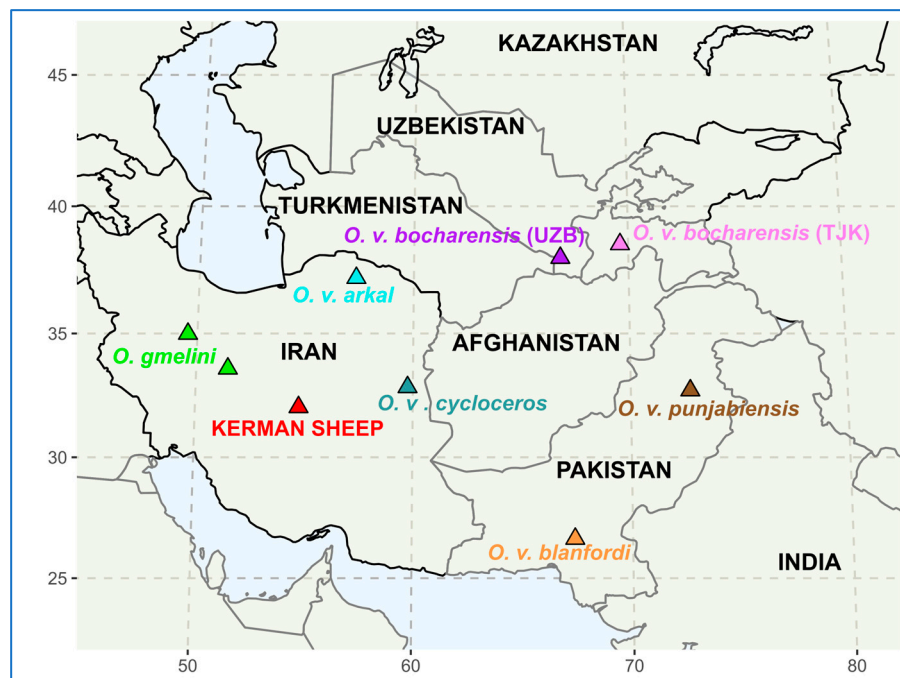 KAZAKHSTAN
45
UZBEKISTAN
40
TURKMENISTAN
O. v. bocharensis (UZB)
O. v. bocharensis (TJK)
O. v. arkal
35
O. gmelini
IRAN
AFGHANISTAN
O. v . cycloceros
O. v. punjabiensis
KERMAN SHEEP
30
PAKISTAN
O. v. blanfordi
INDIA
25
50
60
70
80